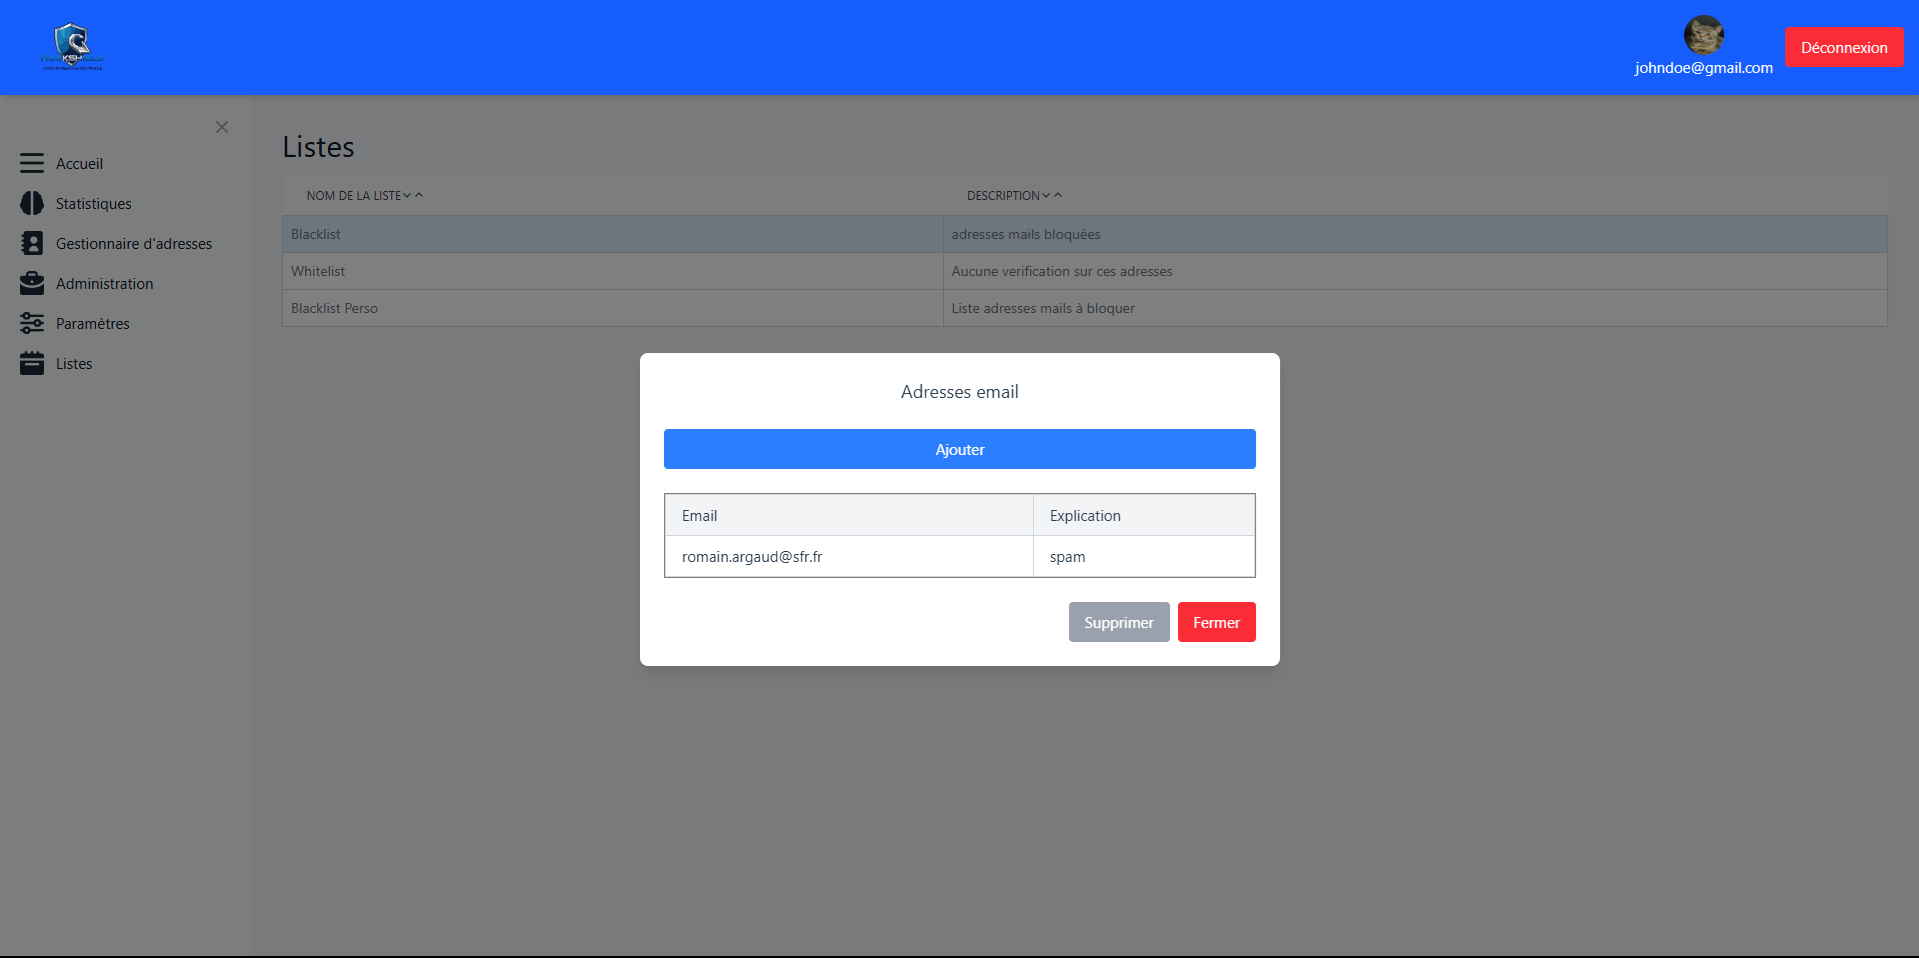 KSH
johndoe@gmail.com
Déconnexion
Accueil
Statistiques
Gestionnaire d'adresses
Administration
Paramètres
Listes
Listes
NOM DE LA LISTE DESCRIPTION
Blacklist adresses mails bloquées
Whitelist Aucune verification sur ces adresses
Blacklist Perso Liste adresses mails à bloquer
Adresses email
Ajouter
Email Explication
romain.argaud@sfr.fr spam
Supprimer Fermer